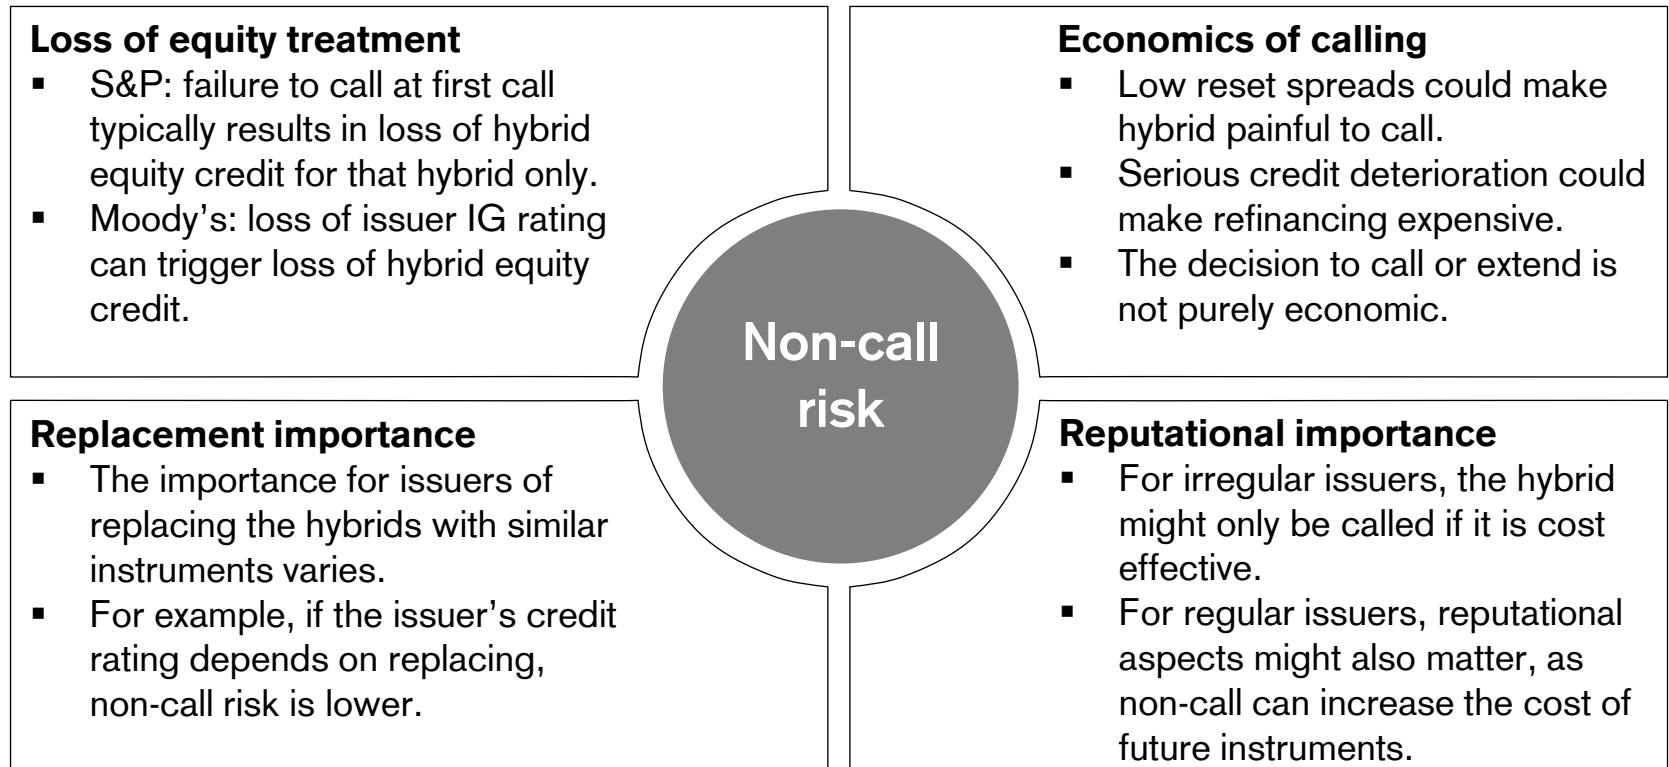 Loss of equity treatment
▪ S&P: failure to call at first call
typically results in loss of hybrid
equity credit for that hybrid only.
▪ Moody’s: loss of issuer IG rating
can trigger loss of hybrid equity
credit.
Economics of calling
▪ Low reset spreads could make
hybrid painful to call.
▪ Serious credit deterioration could
make refinancing expensive.
▪ The decision to call or extend is
not purely economic.
Non-call
risk
Replacement importance
▪ The importance for issuers of
replacing the hybrids with similar
instruments varies.
▪ For example, if the issuer’s credit
rating depends on replacing,
non-call risk is lower.
Reputational importance
▪ For irregular issuers, the hybrid
might only be called if it is cost
effective.
▪ For regular issuers, reputational
aspects might also matter, as
non-call can increase the cost of
future instruments.